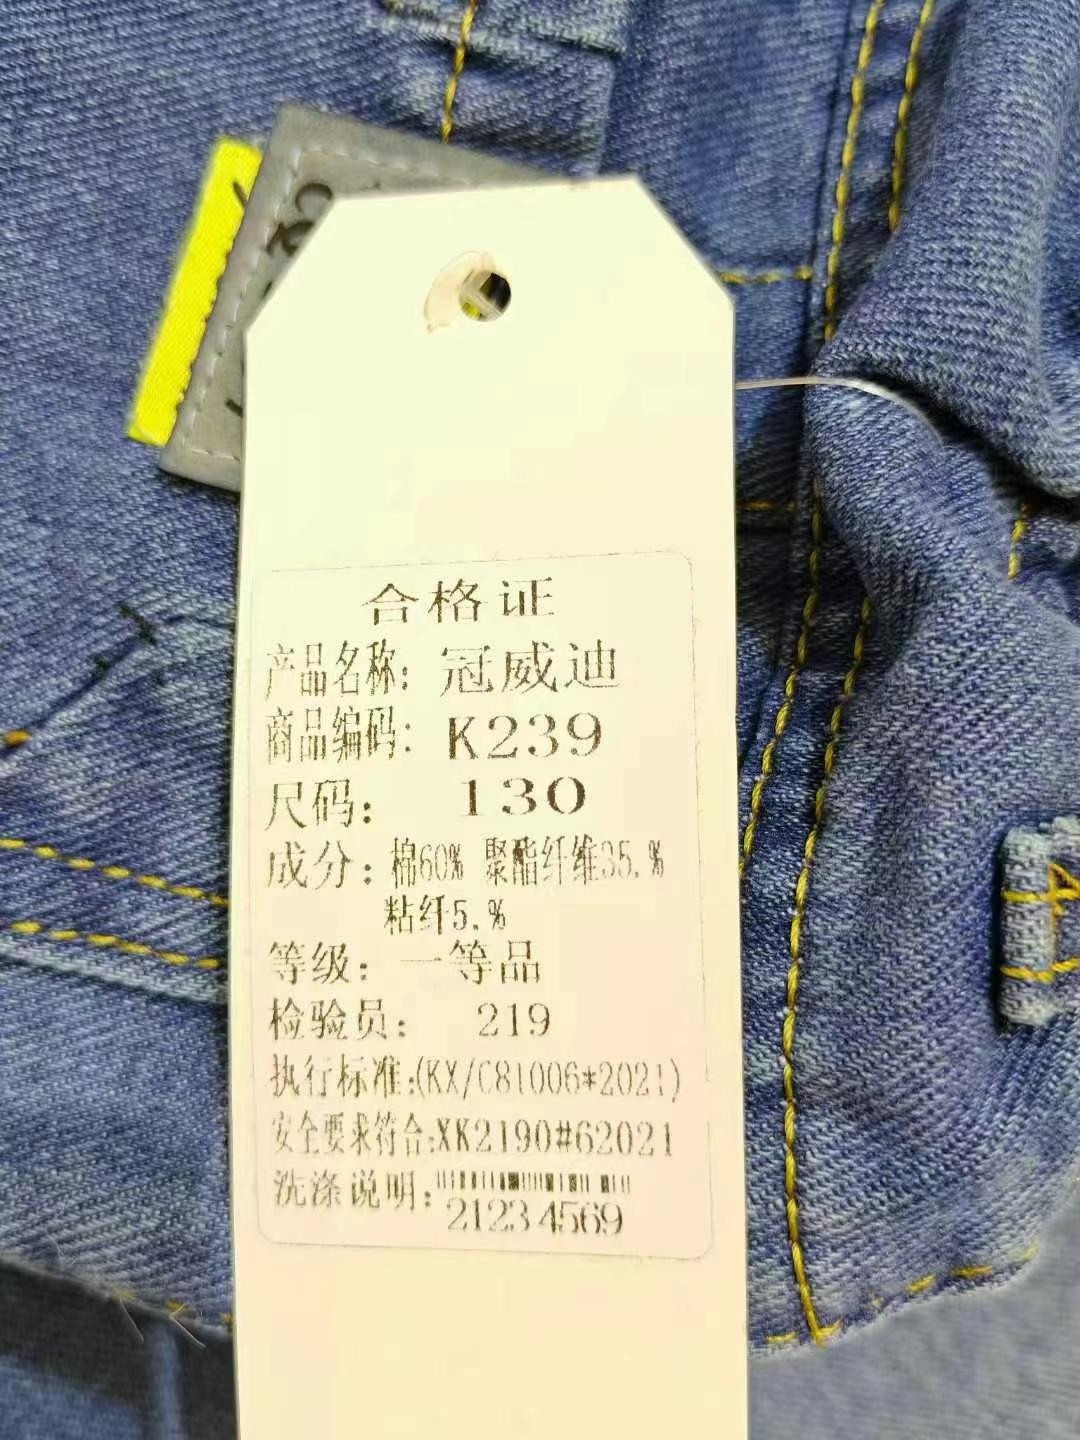 合格证
产品名称: 冠威迪
商品编码: K239
尺码: 130
成分: 棉60% 聚酯纤维35.%
粘纤5.%
等级: 一等品
检验员: 219
执行标准:(KX/C81006*2021)
安全要求符合:XK2190#62021
洗涤说明:
21234569